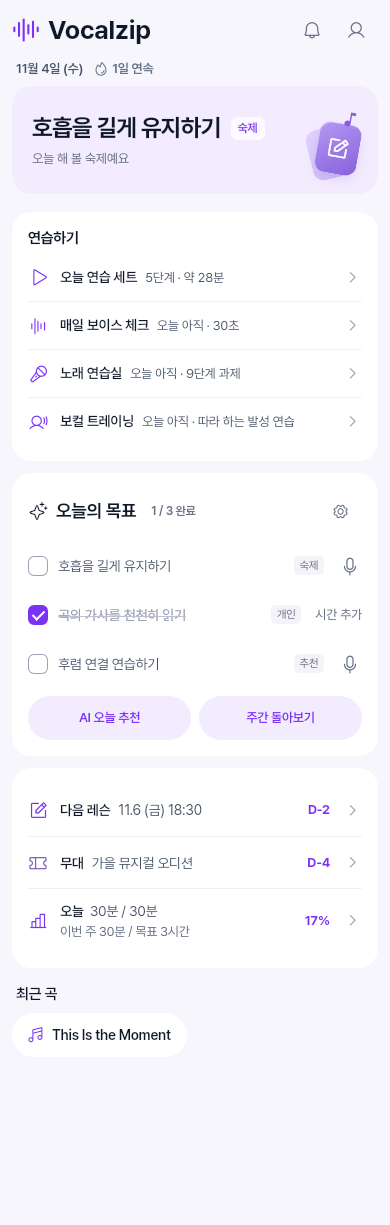 Vocalzip
11월 4일 (수) 1일 연속
호흡을 길게 유지하기 숙제
오늘 해 볼 숙제예요
연습하기
오늘 연습 세트 5단계 · 약 28분
매일 보이스 체크 오늘 아직 · 30초
노래 연습실 오늘 아직 · 9단계 과제
보컬 트레이닝 오늘 아직 · 따라 하는 발성 연습
오늘의 목표 1 / 3 완료
호흡을 길게 유지하기 숙제
곡의 가사를 천천히 읽기 개인 시간 추가
후렴 연결 연습하기 추천
AI 오늘 추천 주간 돌아보기
다음 레슨 11.6 (금) 18:30 D-2
무대 가을 뮤지컬 오디션 D-4
오늘 30분 / 30분
이번 주 30분 / 목표 3시간 17%
최근 곡
This Is the Moment